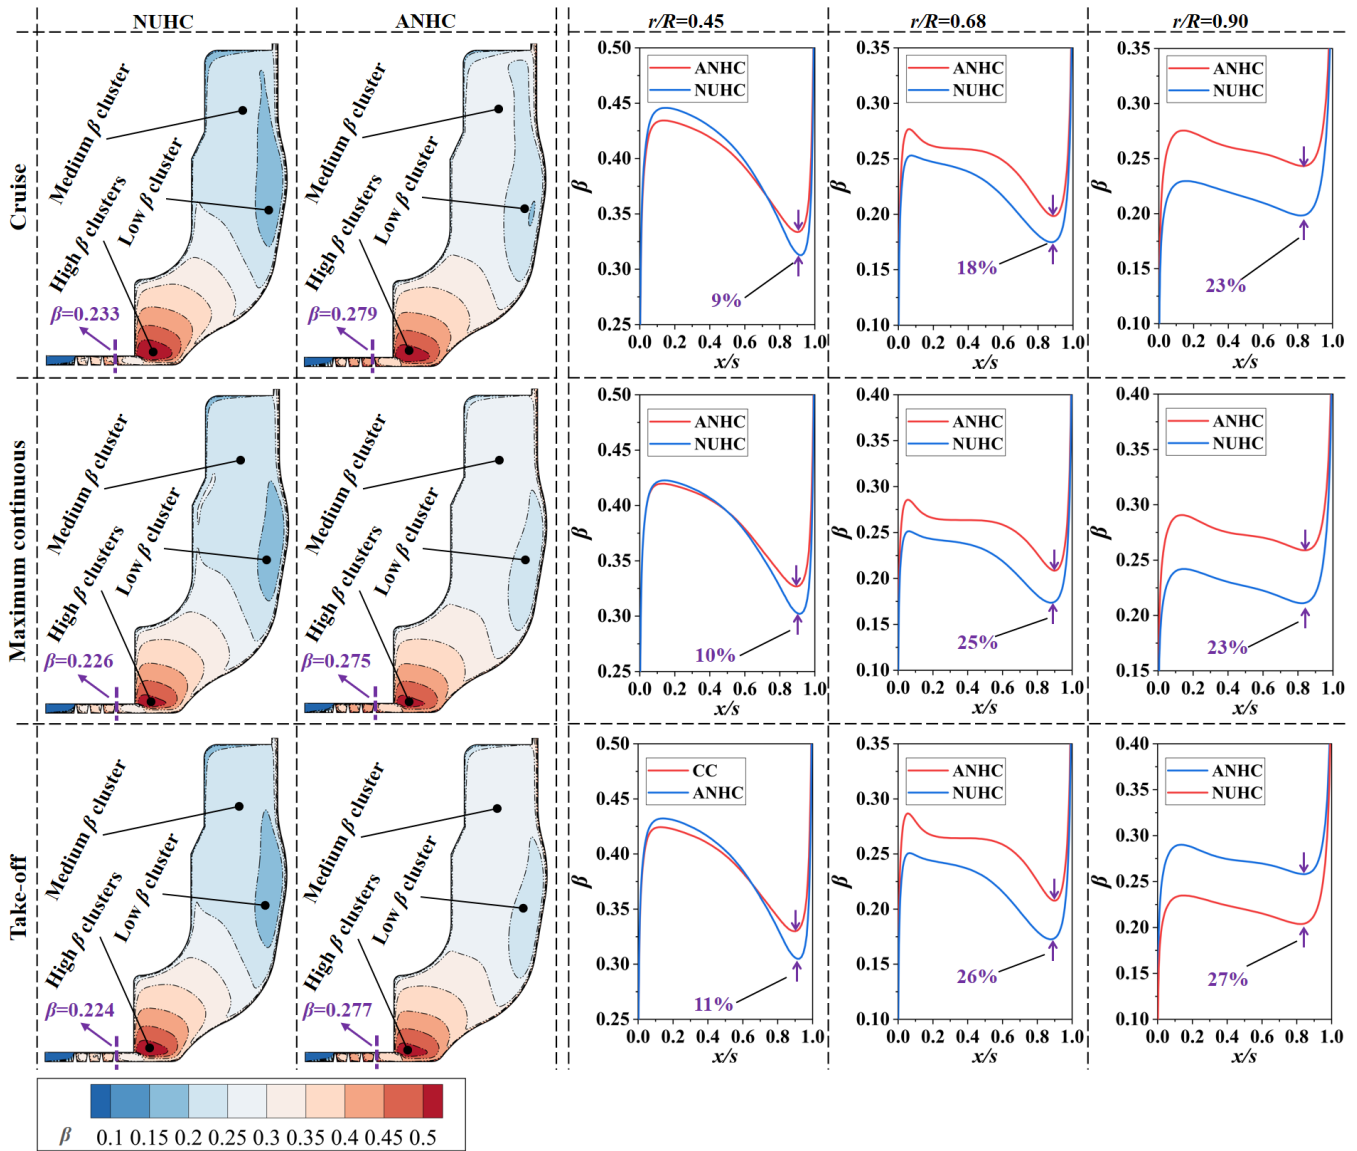 NUHC
ANHC
r/R=0.45
r/R=0.68
r/R=0.90
Cruise
Medium β cluster
Low β cluster
High β clusters
β=0.233
Medium β cluster
Low β cluster
High β clusters
β=0.279
0.50
0.45
0.40
0.35
0.30
0.25
β
ANHC
NUHC
9%
0.0 0.2 0.4 0.6 0.8 1.0
x/s
0.35
0.30
0.25
0.20
0.15
0.10
β
ANHC
NUHC
18%
0.0 0.2 0.4 0.6 0.8 1.0
x/s
0.35
0.30
0.25
0.20
0.15
0.10
β
ANHC
NUHC
23%
0.0 0.2 0.4 0.6 0.8 1.0
x/s
Maximum continuous
Medium β cluster
Low β cluster
High β clusters
β=0.226
Medium β cluster
Low β cluster
High β clusters
β=0.275
0.50
0.45
0.40
0.35
0.30
0.25
β
ANHC
NUHC
10%
0.0 0.2 0.4 0.6 0.8 1.0
x/s
0.40
0.35
0.30
0.25
0.20
0.15
0.10
β
ANHC
NUHC
25%
0.0 0.2 0.4 0.6 0.8 1.0
x/s
0.40
0.35
0.30
0.25
0.20
0.15
β
ANHC
NUHC
23%
0.0 0.2 0.4 0.6 0.8 1.0
x/s
Take-off
Medium β cluster
Low β cluster
High β clusters
β=0.224
Medium β cluster
Low β cluster
High β clusters
β=0.277
0.50
0.45
0.40
0.35
0.30
0.25
β
CC
ANHC
11%
0.0 0.2 0.4 0.6 0.8 1.0
x/s
0.35
0.30
0.25
0.20
0.15
0.10
β
ANHC
NUHC
26%
0.0 0.2 0.4 0.6 0.8 1.0
x/s
0.40
0.35
0.30
0.25
0.20
0.15
0.10
β
ANHC
NUHC
27%
0.0 0.2 0.4 0.6 0.8 1.0
x/s
β 0.1 0.15 0.2 0.25 0.3 0.35 0.4 0.45 0.5